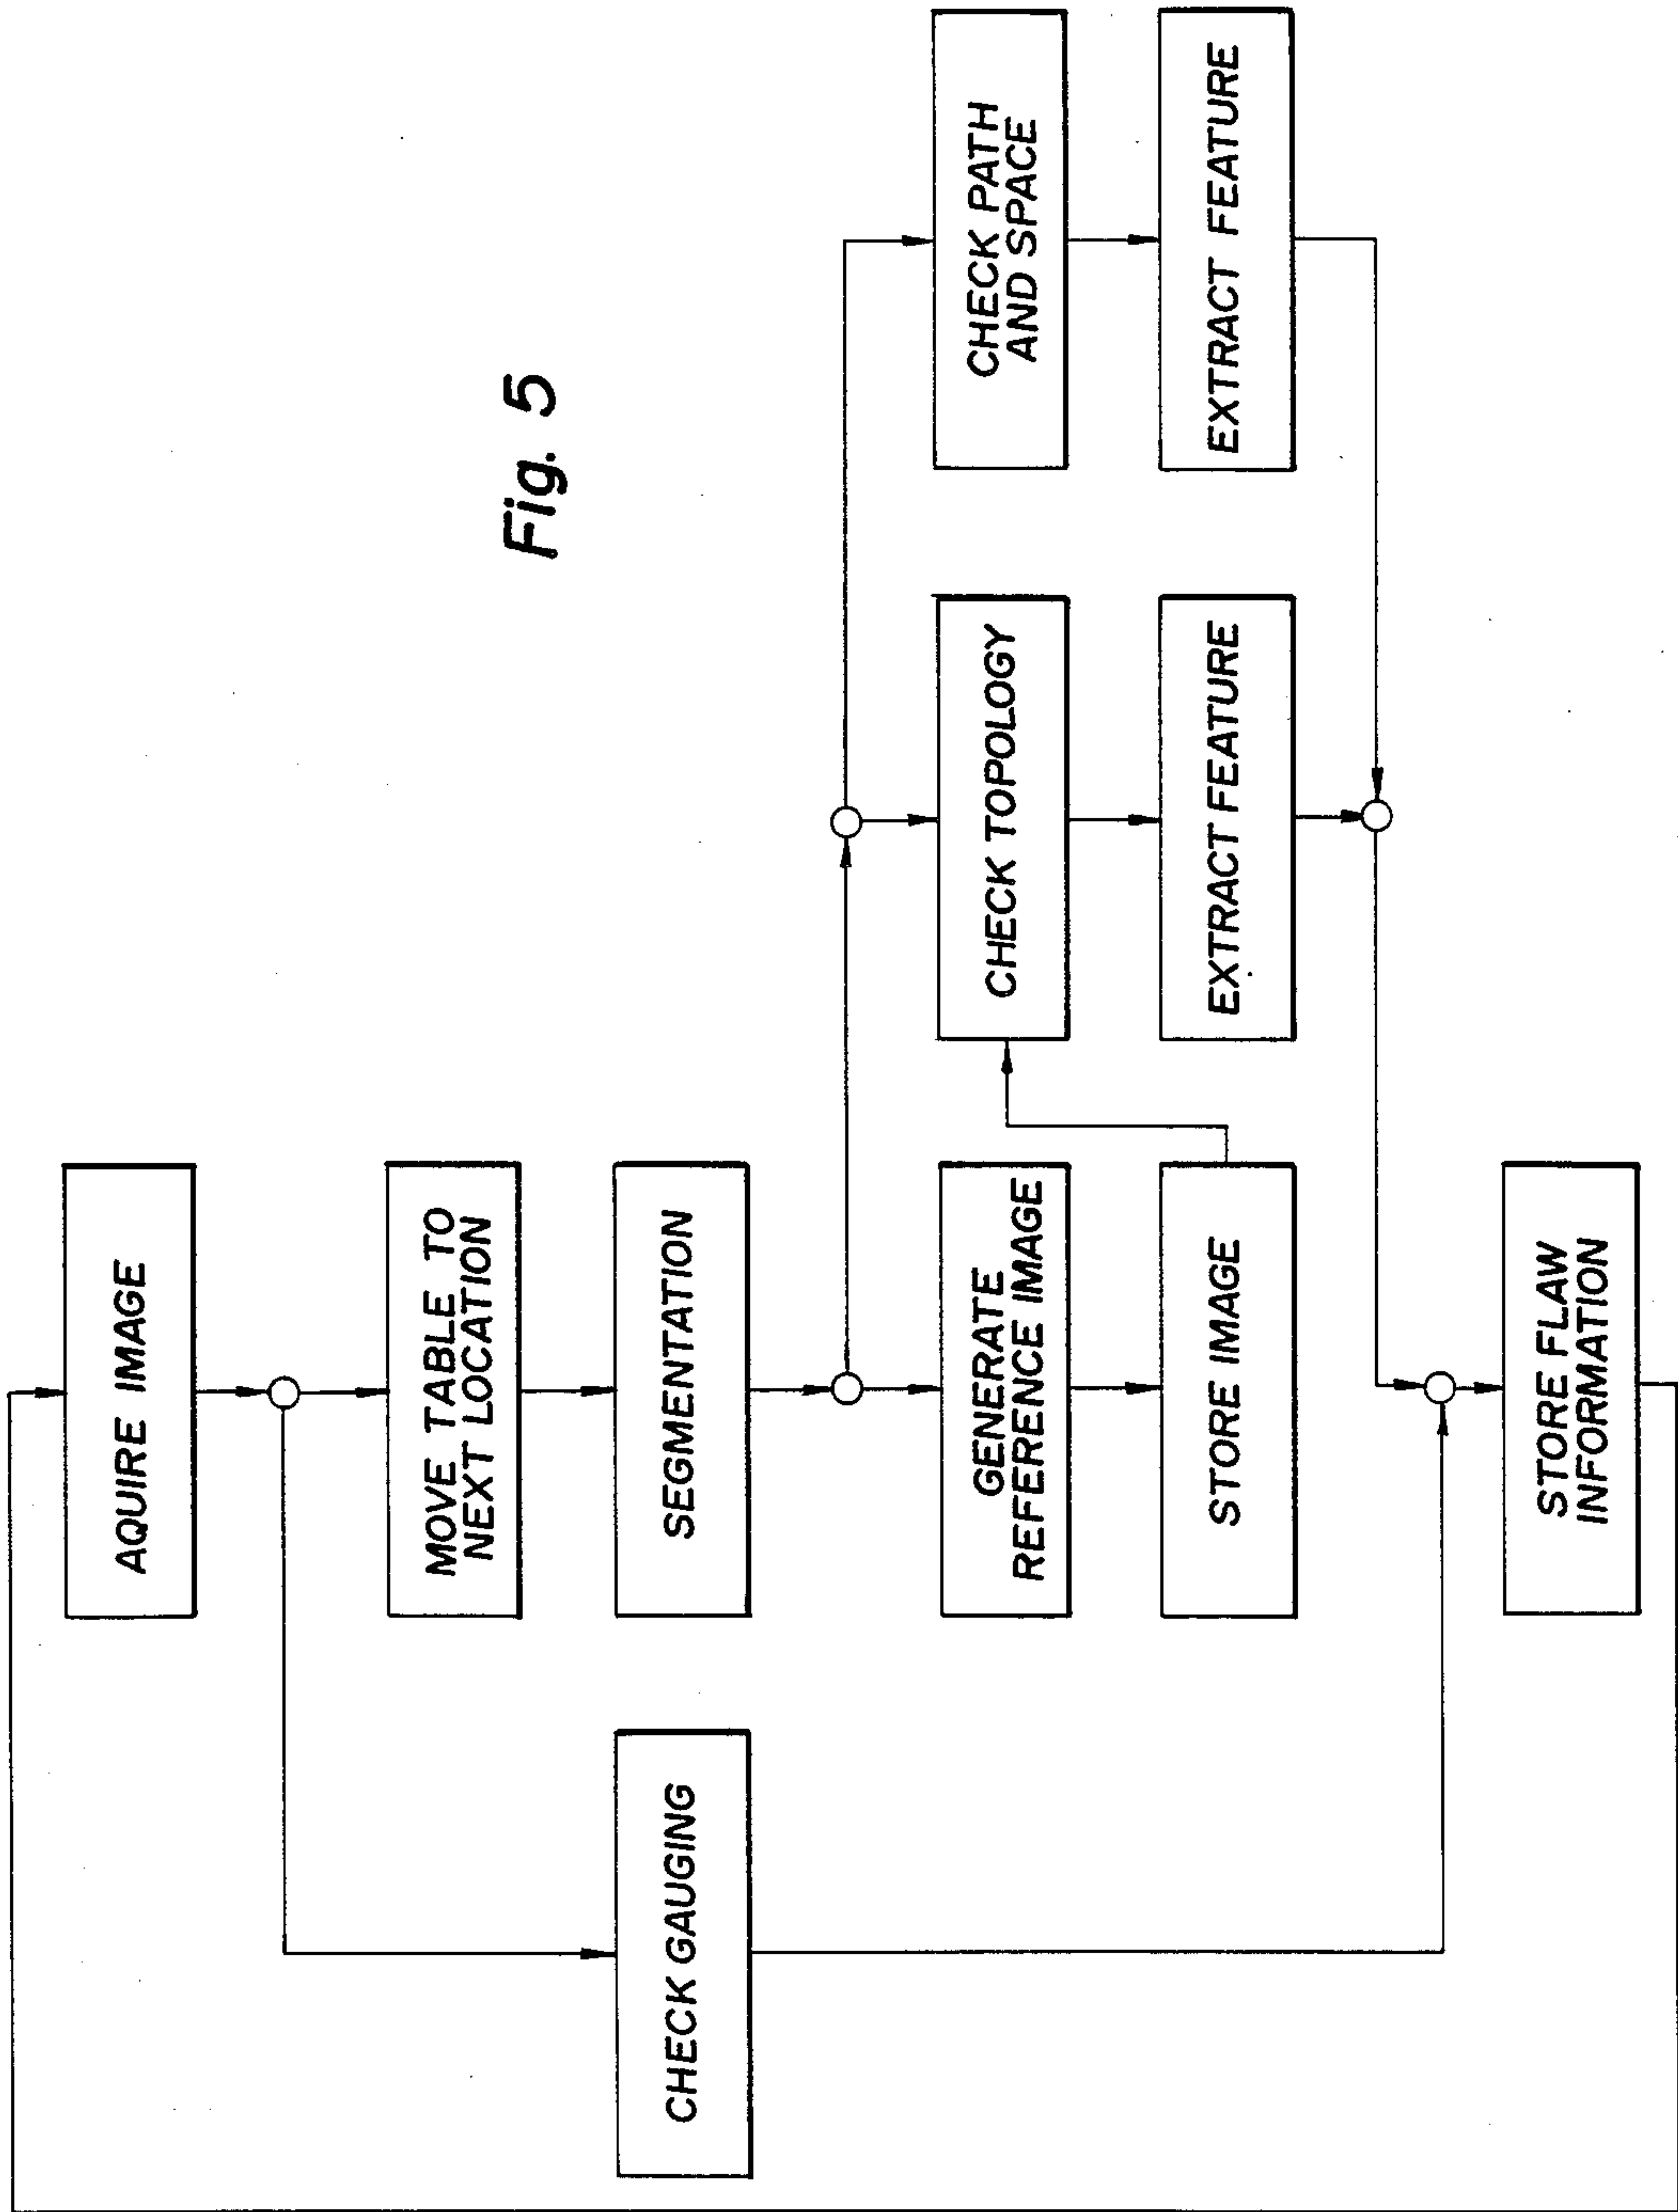 AQUIRE IMAGE
MOVE TABLE TO
NEXT LOCATION
CHECK GAUGING
SEGMENTATION
GENERATE
REFERENCE IMAGE
CHECK TOPOLOGY
CHECK PATH
AND SPACE
STORE IMAGE
EXTRACT FEATURE
EXTRACT FEATURE
STORE FLAW
INFORMATION
Fig. 5